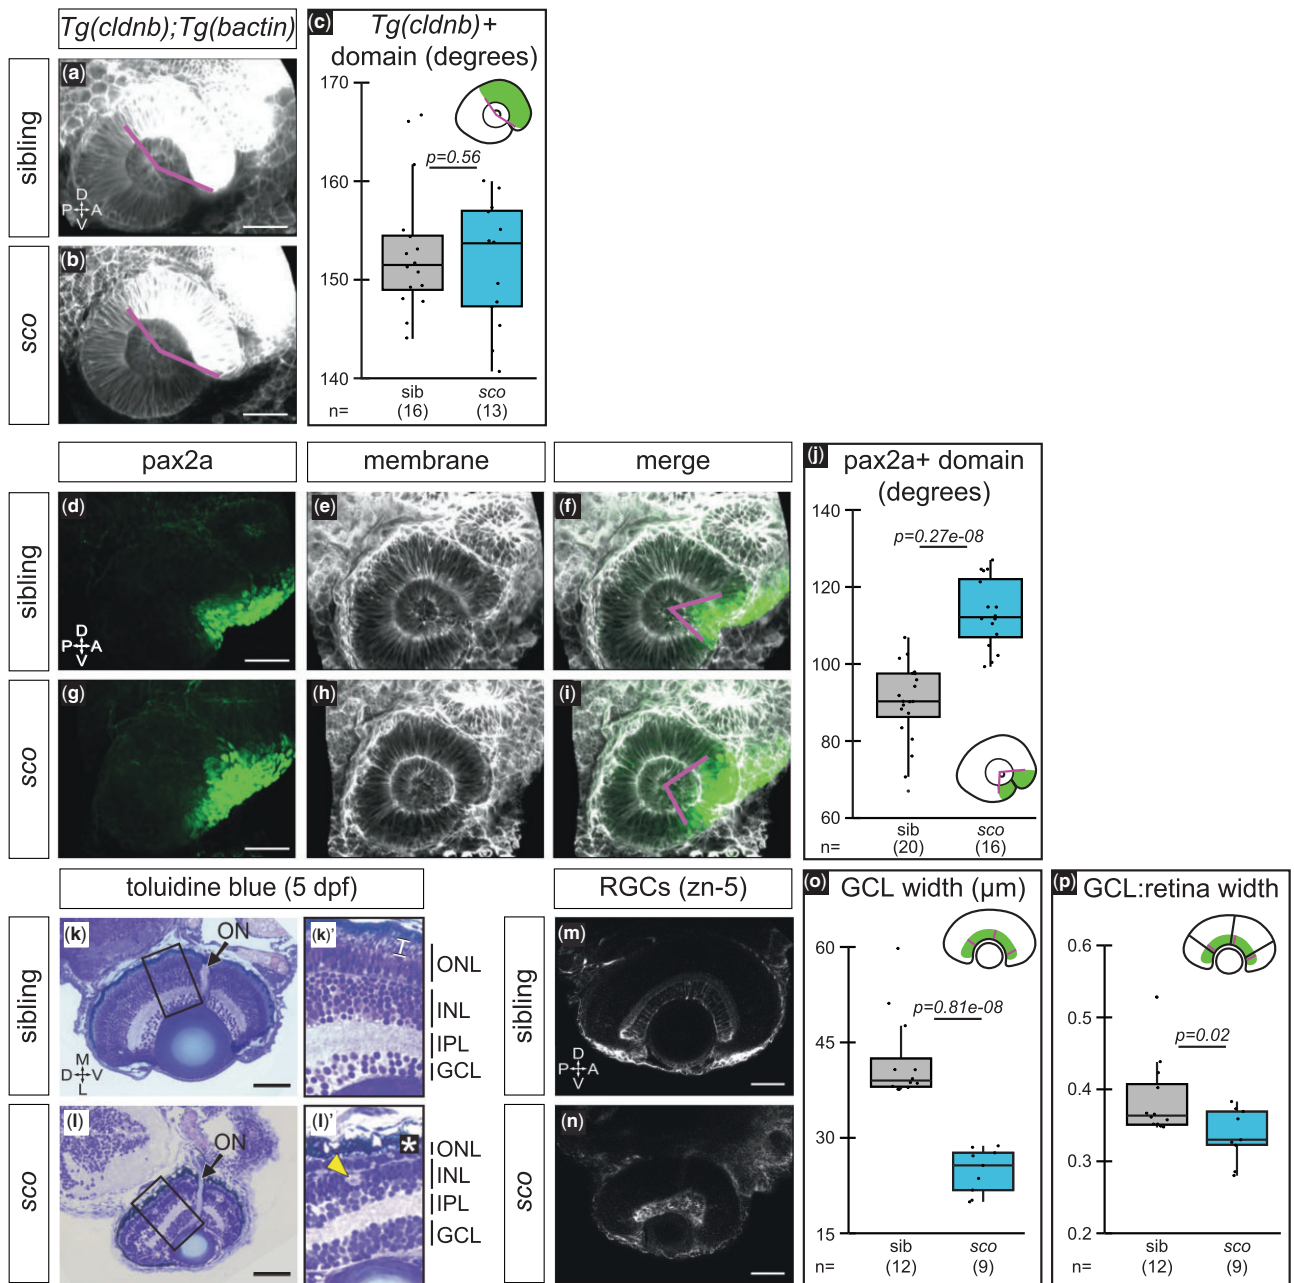 Tg(cldnb);Tg(bactin)
sibling
(a)
D
P A
V
sco
(b)
(c)
Tg(cldnb)+
domain (degrees)
170
160
150
140
p=0.56
sib
sco
n=
(16)
(13)
pax2a
membrane
merge
sibling
(d)
D
P A
V
(e)
(f)
sco
(g)
(h)
(i)
(j)
pax2a+ domain
(degrees)
140
120
100
80
60
p=0.27e-08
sib
sco
n=
(20)
(16)
toluidine blue (5 dpf)
sibling
(k)
ON
M
D V
L
(k)'
ONL
INL
IPL
GCL
sco
(l)
ON
(l)'
*
ONL
INL
IPL
GCL
RGCs (zn-5)
sibling
(m)
D
P A
V
sco
(n)
(o)
GCL width (μm)
60
45
30
15
p=0.81e-08
sib
sco
n=
(12)
(9)
(p)
GCL:retina width
0.6
0.5
0.4
0.3
0.2
p=0.02
sib
sco
n=
(12)
(9)